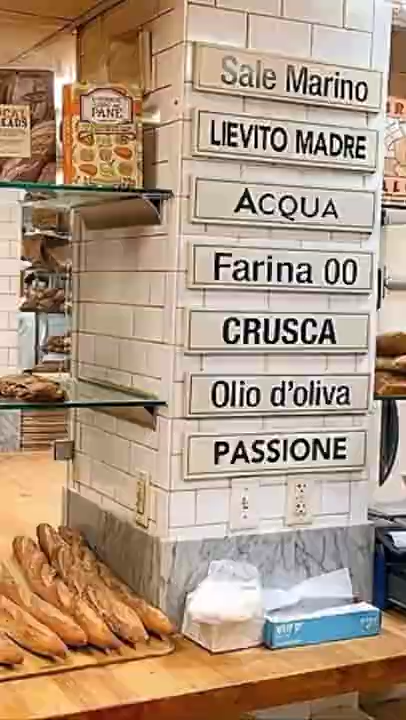 Sale Marino
LIEVITO MADRE
ACQUA
Farina 00
CRUSCA
Olio d'oliva
PASSIONE
PANE